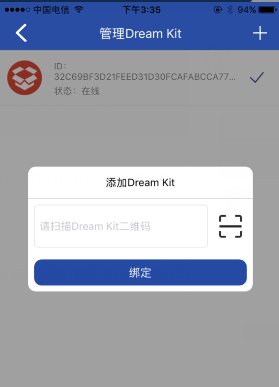 中国电信 下午3:35 94%
管理Dream Kit
ID:
32C69BF3D21FEED31D30FCAFABCCA77...
状态：在线
添加Dream Kit
请扫描Dream Kit二维码
绑定